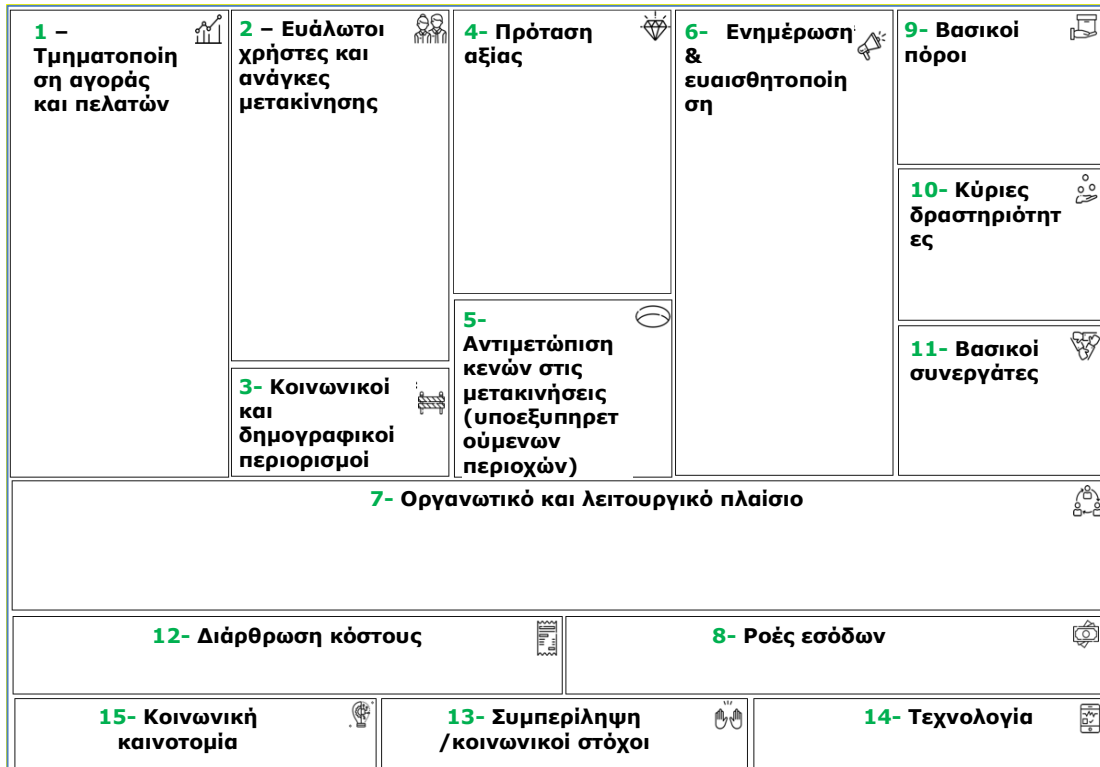 1 –
Τμηματοποίη
ση αγοράς
και πελατών
2 – Ευάλωτοι
χρήστες και
ανάγκες
μετακίνησης
3- Κοινωνικοί
και
δημογραφικοί
περιορισμοί
4- Πρόταση
αξίας
5-
Αντιμετώπιση
κενών στις
μετακινήσεις
(υποεξυπηρετ
ούμενων
περιοχών)
6- Ενημέρωση
&
ευαισθητοποίη
ση
9- Βασικοί
πόροι
10- Κύριες
δραστηριότητ
ες
11- Βασικοί
συνεργάτες
7- Οργανωτικό και λειτουργικό πλαίσιο
12- Διάρθρωση κόστους
8- Ροές εσόδων
15- Κοινωνική
καινοτομία
13- Συμπερίληψη
/κοινωνικοί στόχοι
14- Τεχνολογία